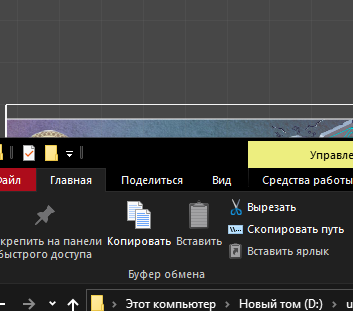 Управле
Файл Главная Поделиться Вид Средства работы
Вырезать
Скопировать путь
Вставить ярлык
крепить на панели
быстрого доступа
Копировать Вставить
Буфер обмена
Этот компьютер Новый том (D:) u